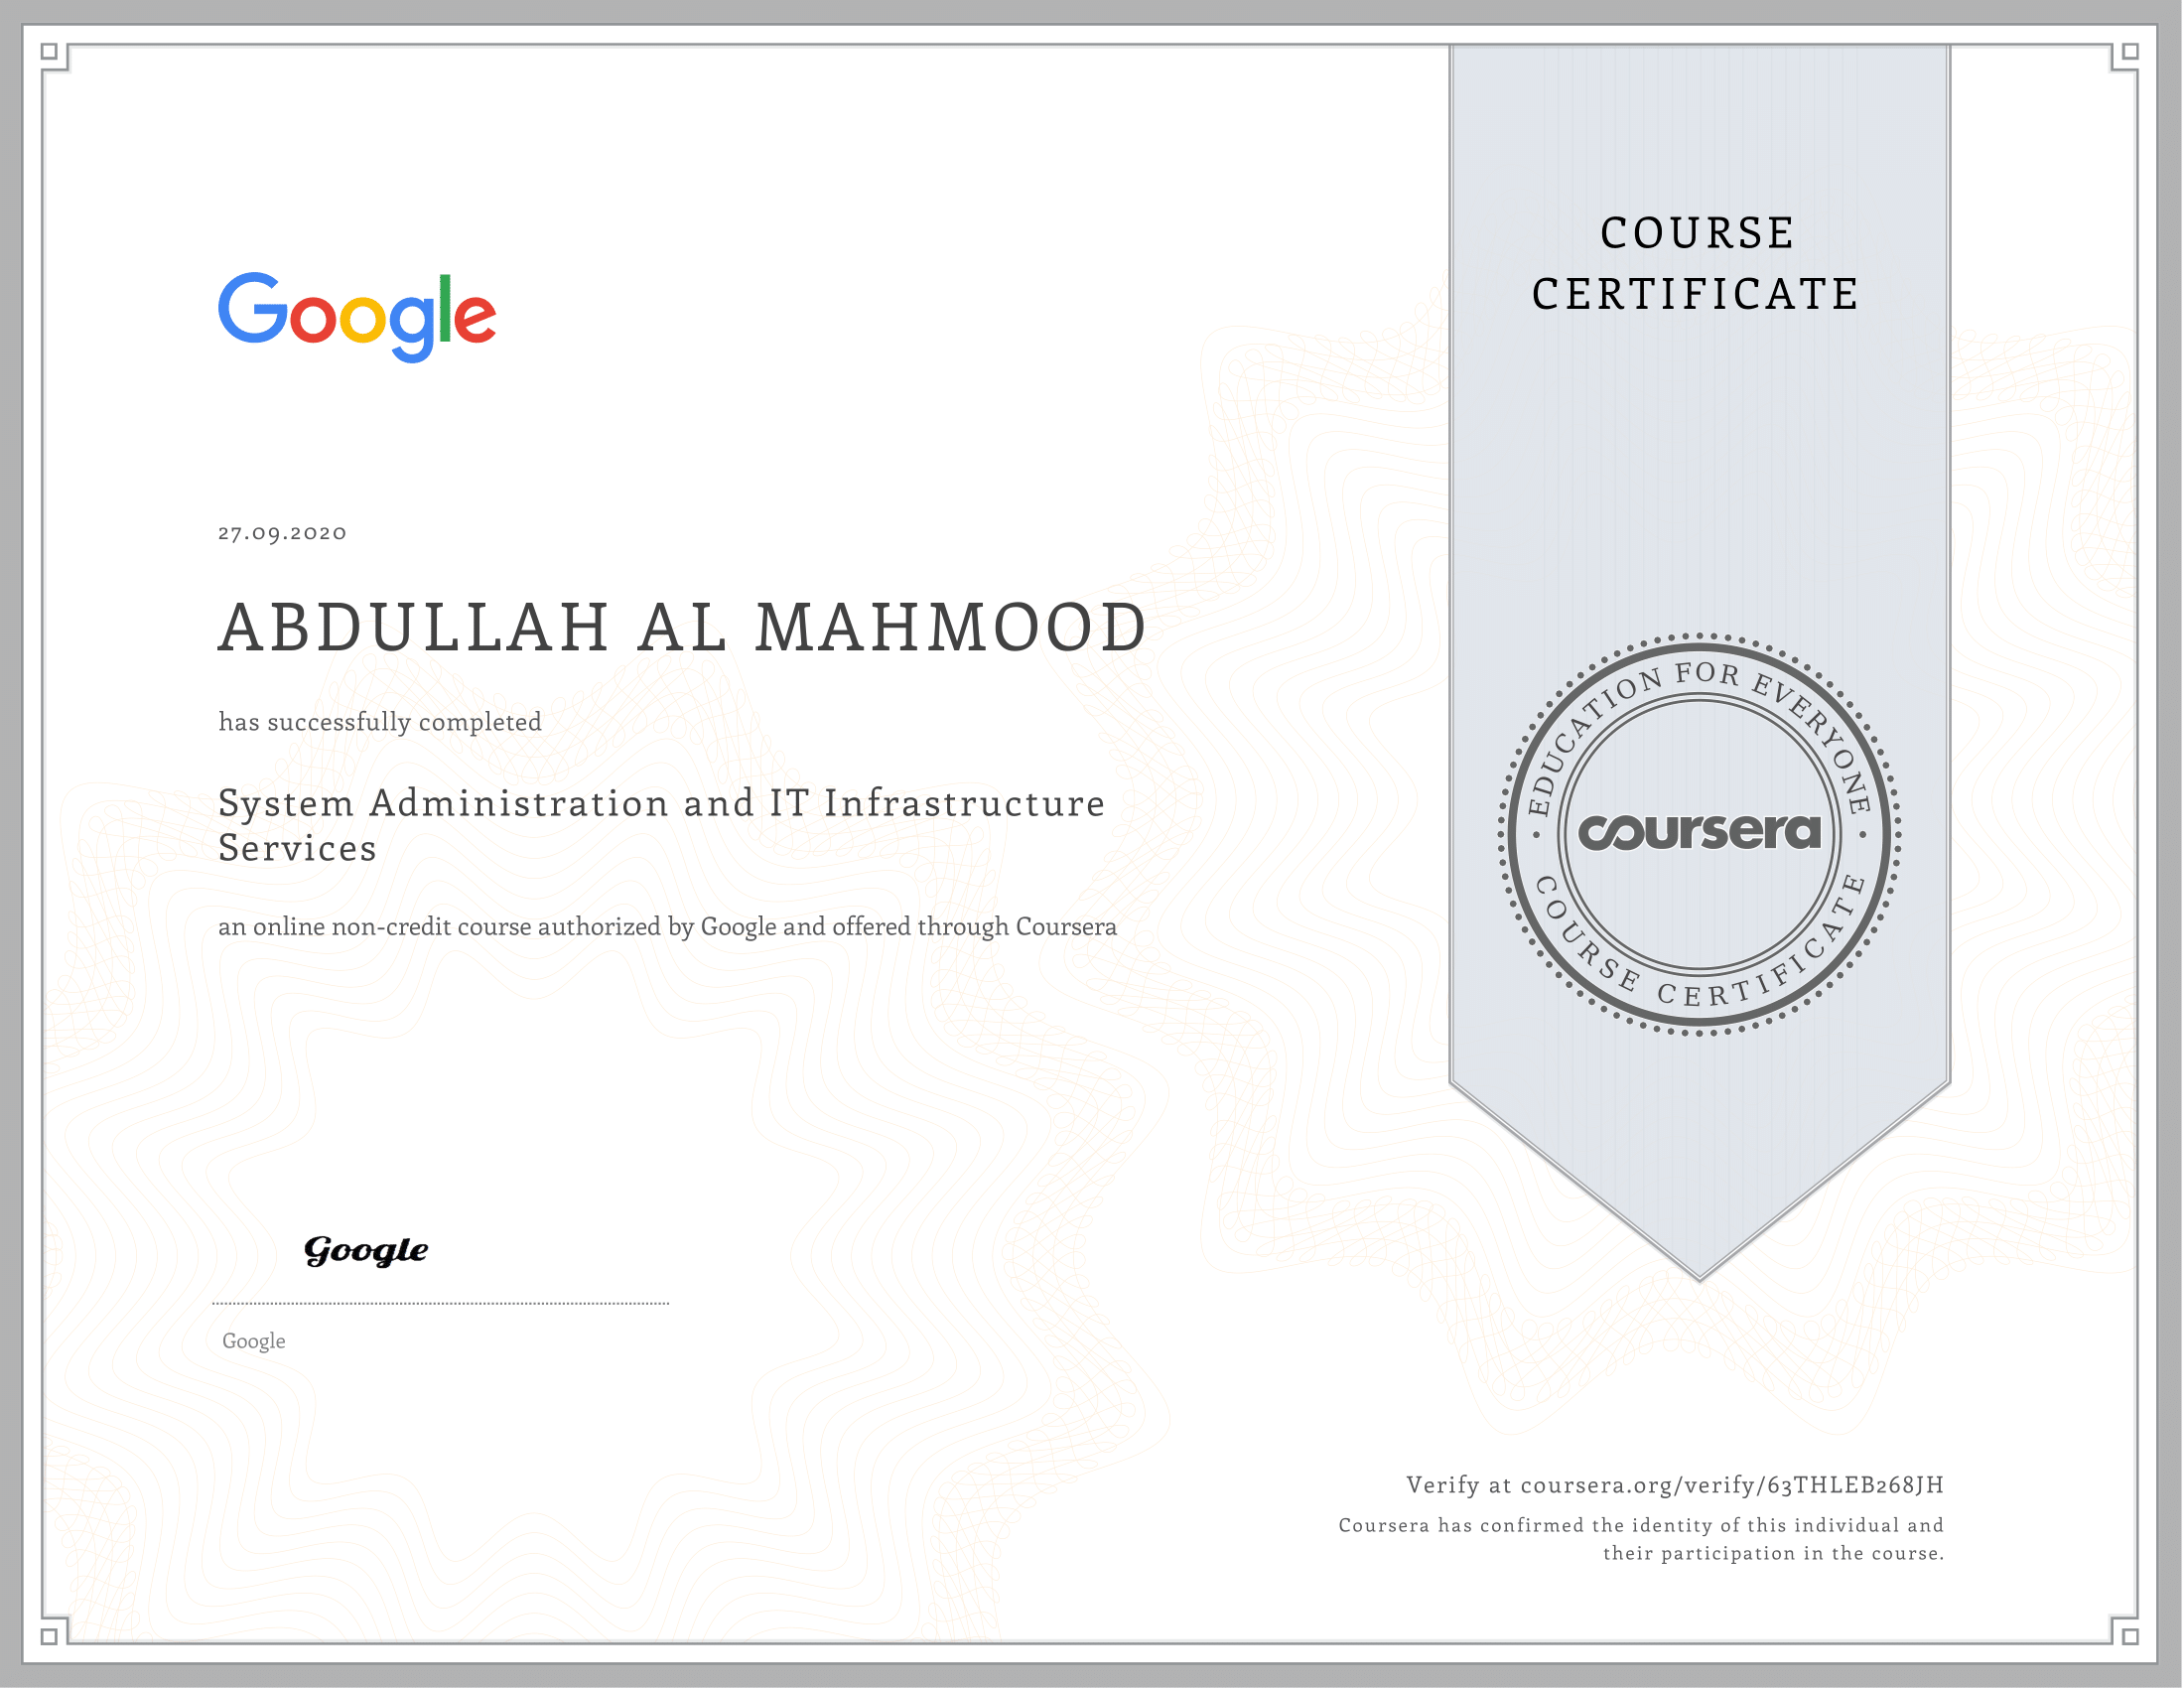 Google
27.09.2020
ABDULLAH AL MAHMOOD
has successfully completed
System Administration and IT Infrastructure
Services
an online non-credit course authorized by Google and offered through Coursera
Google
Google
COURSE
CERTIFICATE
EDUCATION FOR EVERYONE
coursera
COURSE CERTIFICATE
Verify at coursera.org/verify/63THLEB268JH
Coursera has confirmed the identity of this individual and
their participation in the course.